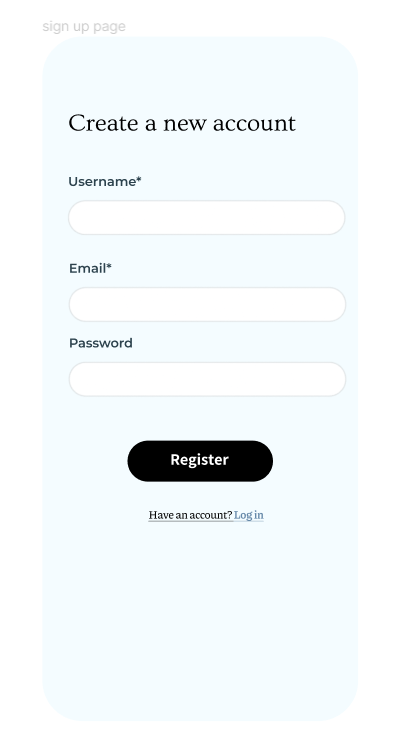 sign up page
Create a new account
Username*
Email*
Password
Register
Have an account? Log in